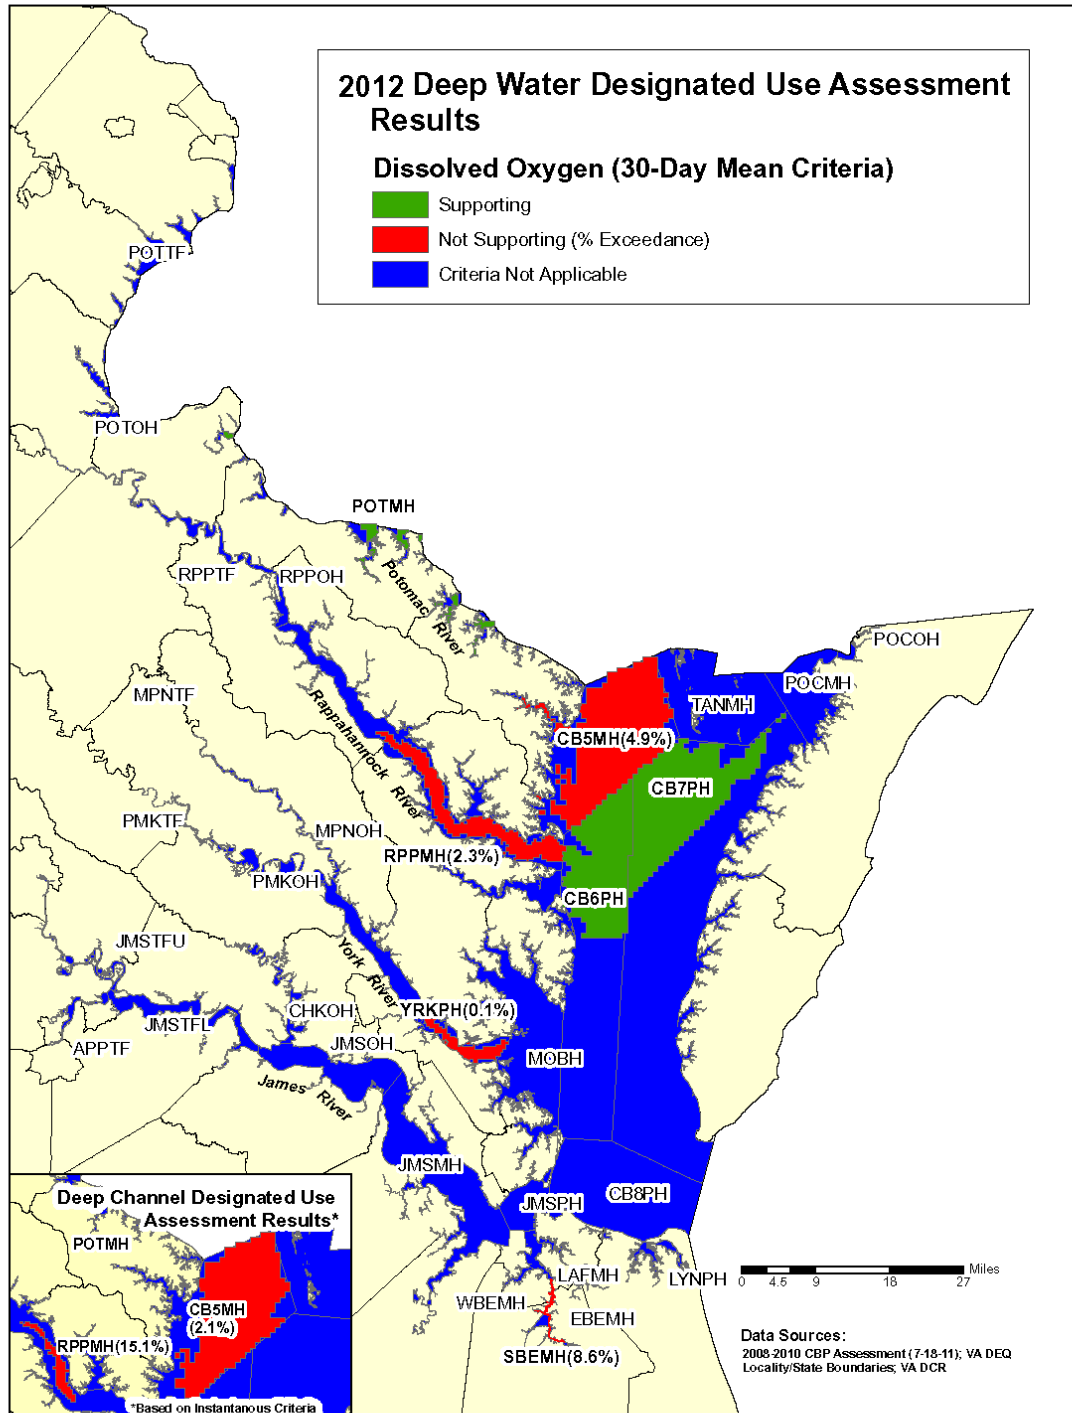 2012 Deep Water Designated Use Assessment
Results
Dissolved Oxygen (30-Day Mean Criteria)
Supporting
Not Supporting (% Exceedance)
Criteria Not Applicable
POTTF
POTOH
POTMH
Potomac River
RPPTF
RPPOH
POCOH
POCMH
TANMH
MPNTF
Rappahannock River
CB5MH(4.9%)
CB7PH
PMKTF
MPNOH
RPPMH(2.3%)
PMKOH
CB6PH
JMSTFU
York River
YRKPH(0.1%)
CHKOH
JMSTFL
JMSOH
APPTF
MOBH
James River
JMSMH
CB8PH
JMSPH
LAFMH
LYNPH
WBEMH
EBEMH
SBEMH(8.6%)
Miles
0 4.5 9 18 27
Data Sources:
2008-2010 CBP Assessment (7-18-11); VA DEQ
Locality/State Boundaries; VA DCR
Deep Channel Designated Use
Assessment Results*
POTMH
CB5MH
(2.1%)
RPPMH(15.1%)
*Based on Instantanous Criteria